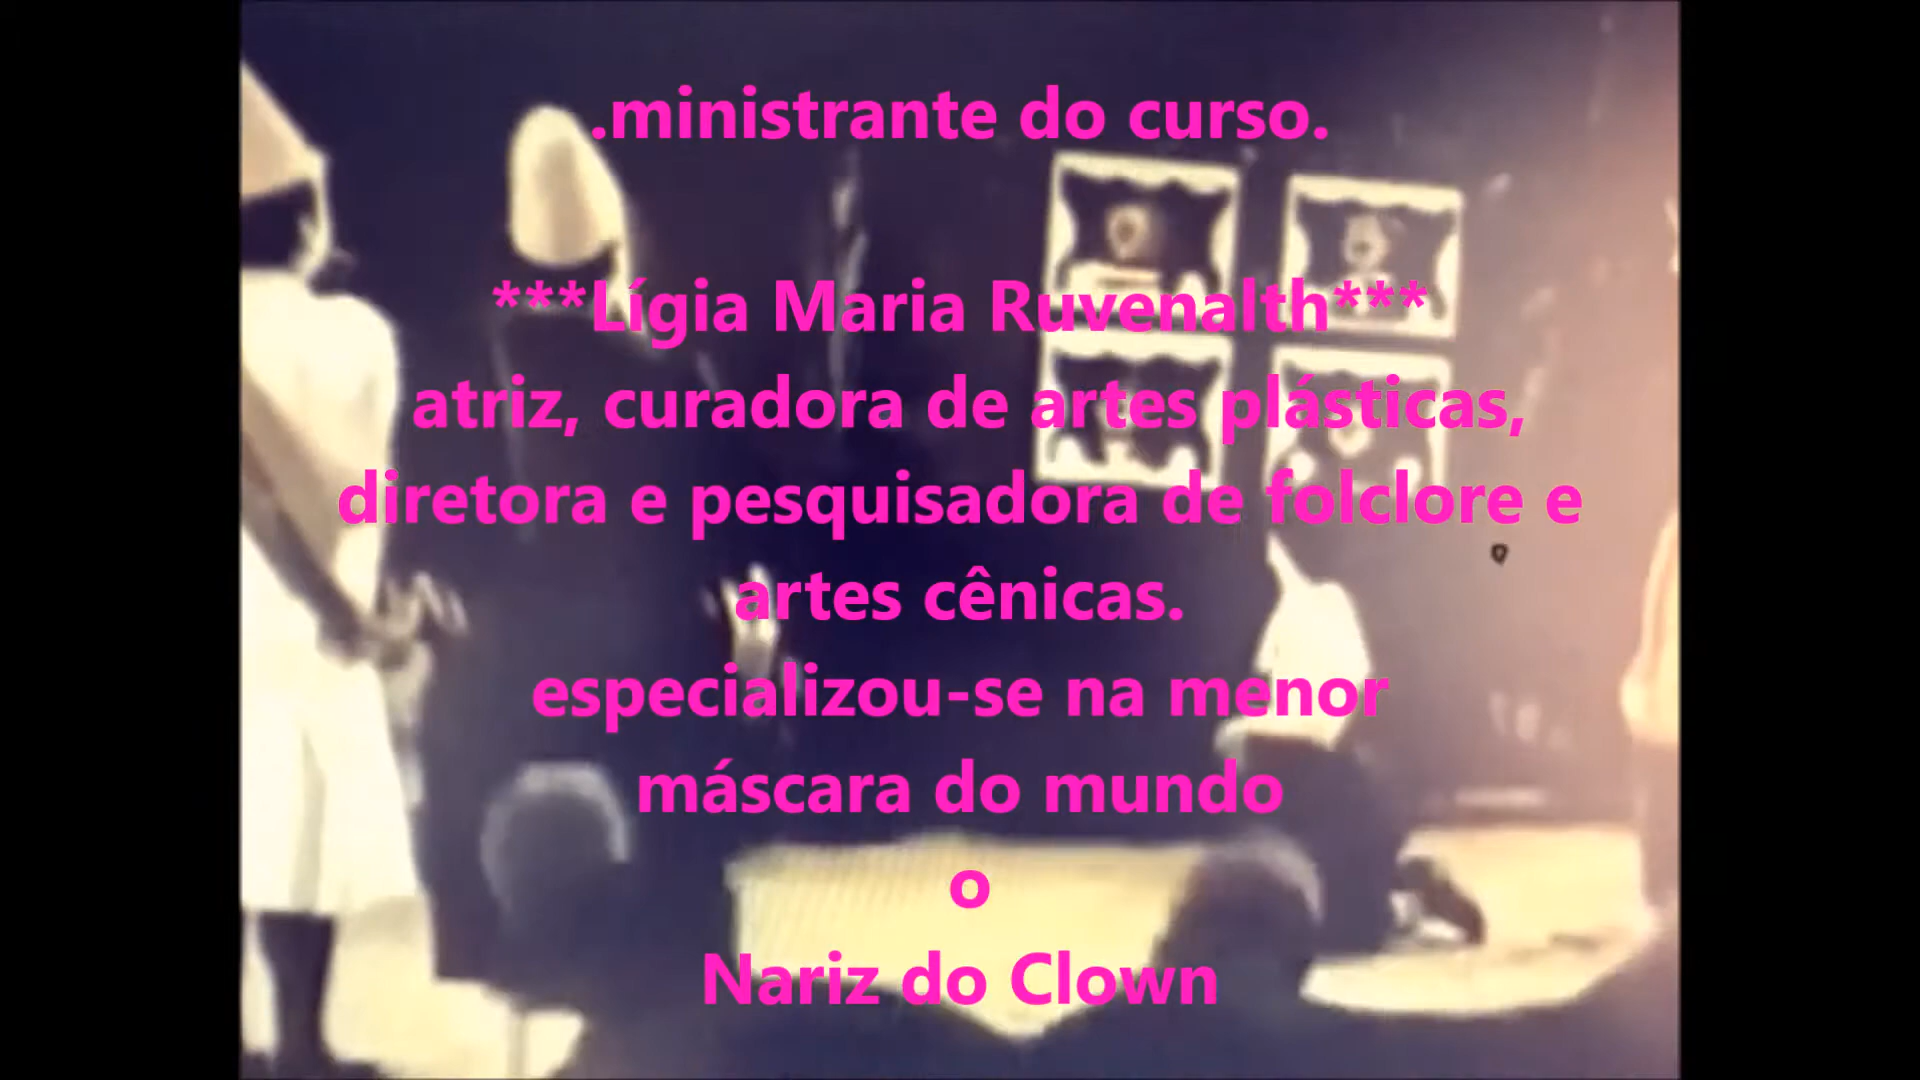 .ministrante do curso.
***Lígia Maria Ruvenalth***
atriz, curadora de artes plásticas,
diretora e pesquisadora de folclore e
artes cênicas.
especializou-se na menor
máscara do mundo
o
Nariz do Clown